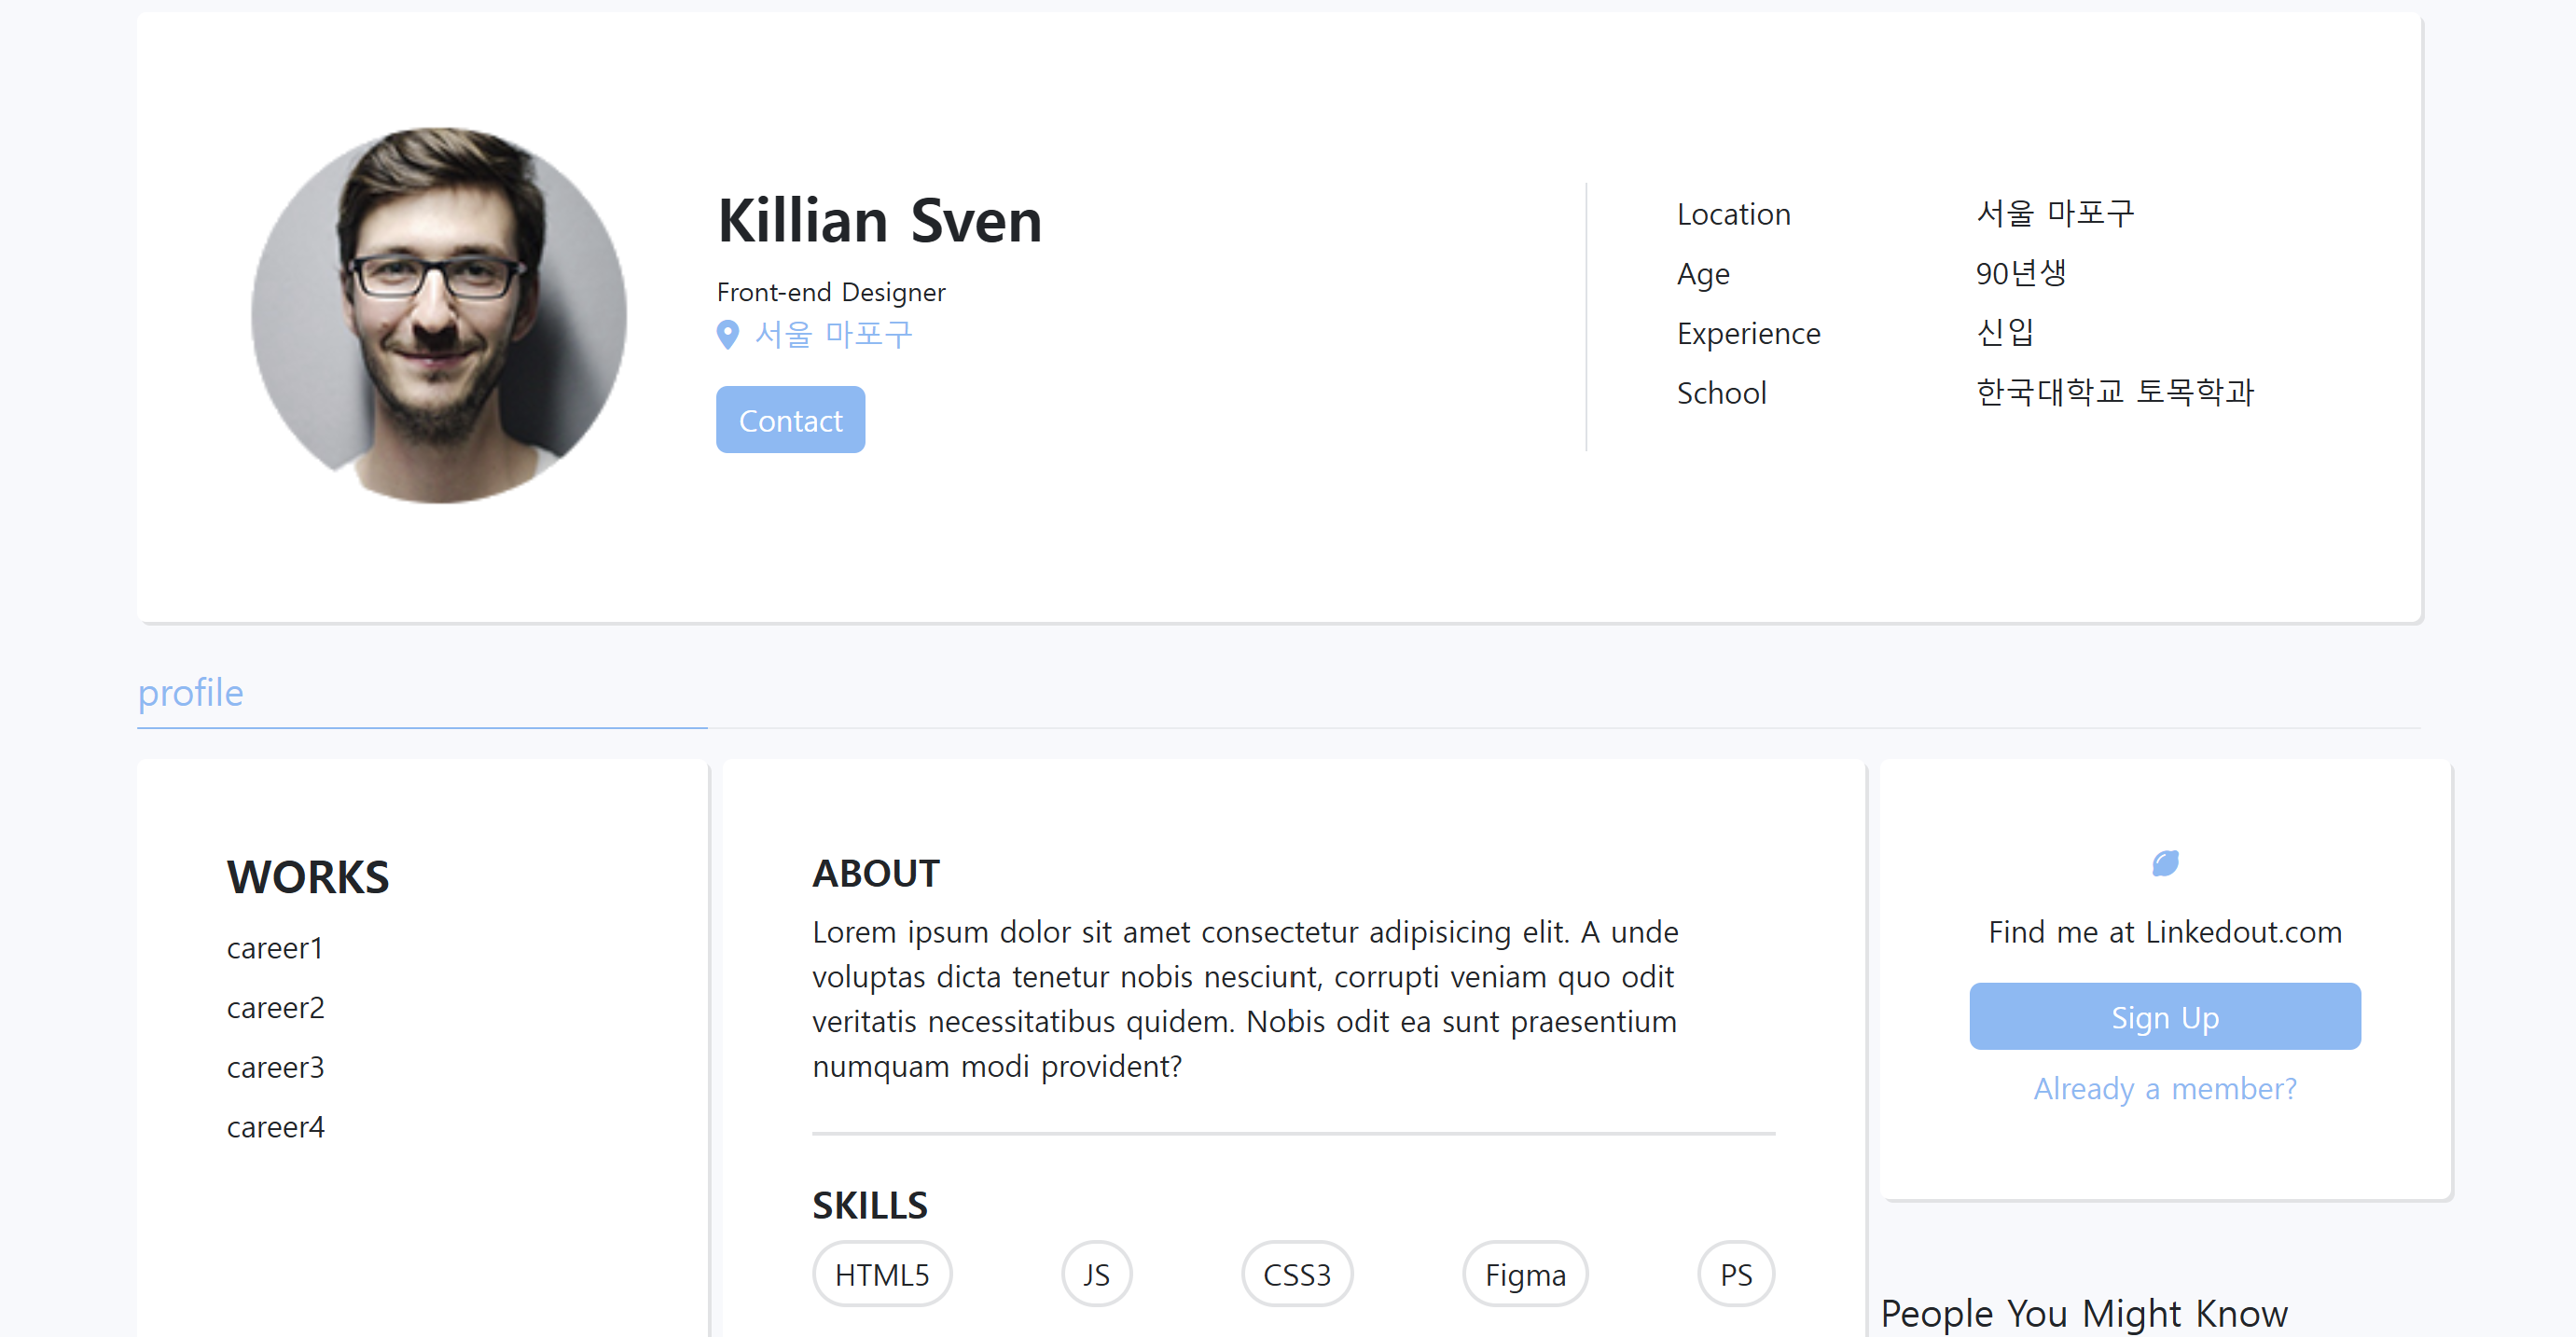 Killian Sven
Front-end Designer
서울 마포구
Contact
Location 서울 마포구
Age 90년생
Experience 신입
School 한국대학교 토목학과
profile
WORKS
career1
career2
career3
career4
ABOUT
Lorem ipsum dolor sit amet consectetur adipisicing elit. A unde
voluptas dicta tenetur nobis nesciunt, corrupti veniam quo odit
veritatis necessitatibus quidem. Nobis odit ea sunt praesentium
numquam modi provident?
SKILLS
HTML5 JS CSS3 Figma PS
Find me at Linkedout.com
Sign Up
Already a member?
People You Might Know